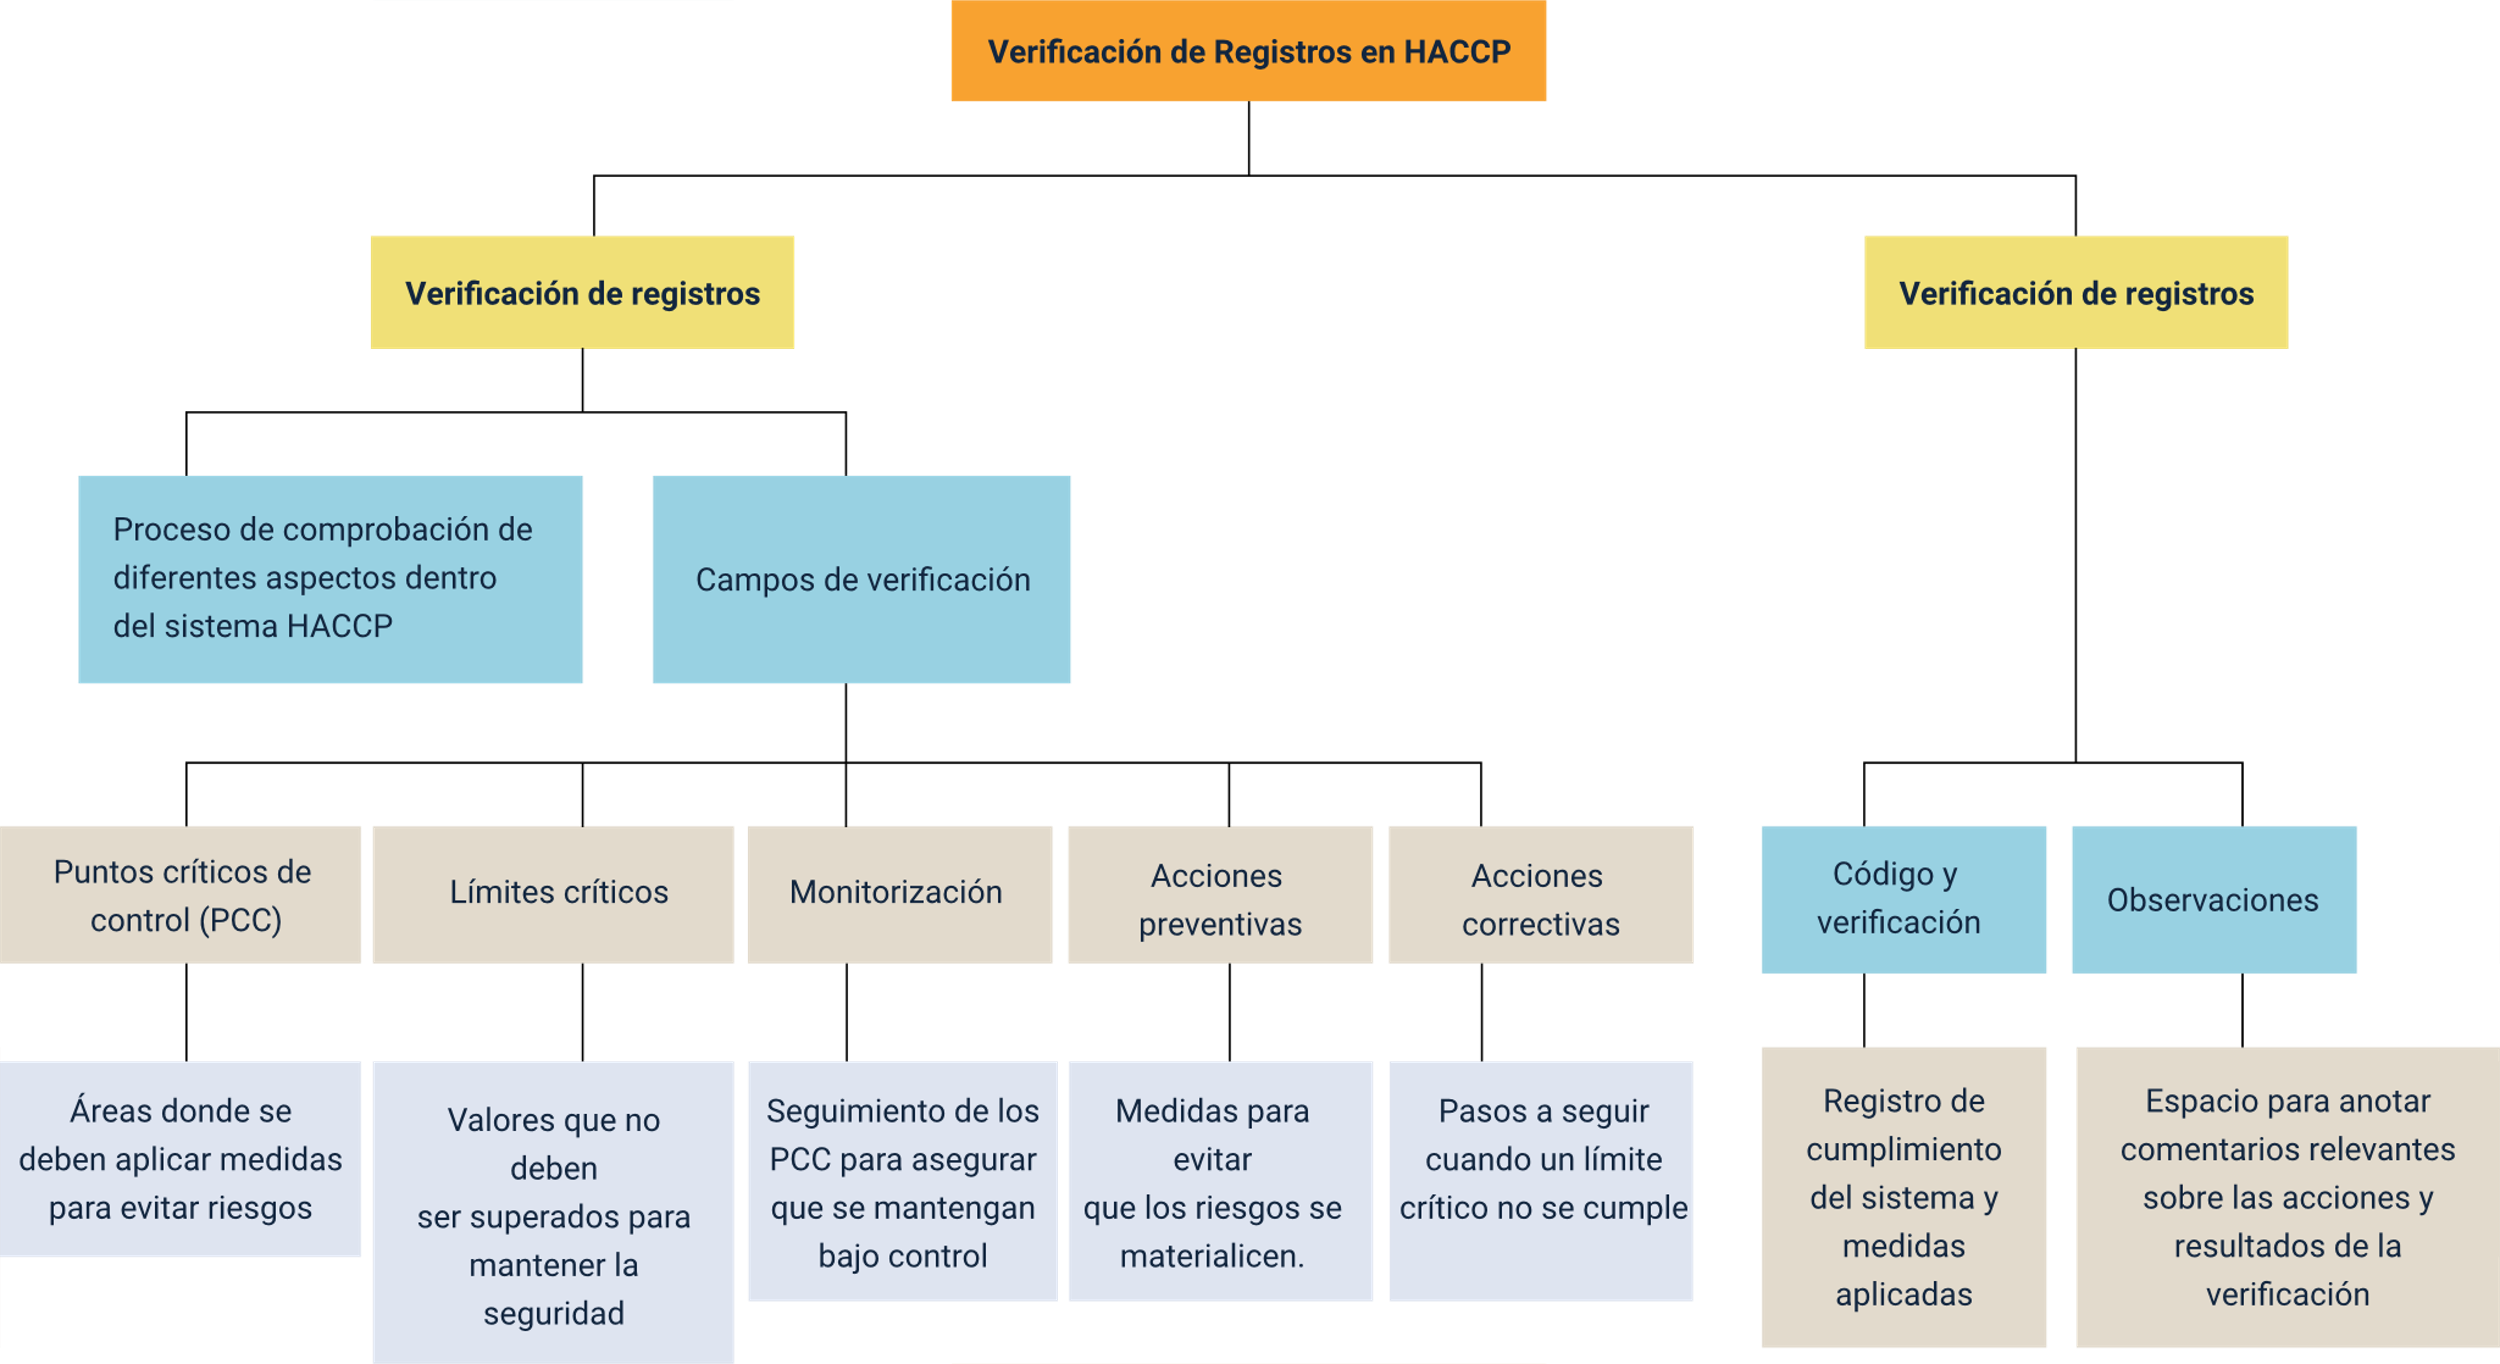 Verificación de Registros en HACCP
Verificación de registros
Verificación de registros
Proceso de comprobación de
diferentes aspectos dentro
del sistema HACCP
Campos de verificación
Puntos críticos de
control (PCC)
Límites críticos
Monitorización
Acciones
preventivas
Acciones
correctivas
Código y
verificación
Observaciones
Áreas donde se
deben aplicar medidas
para evitar riesgos
Valores que no
deben
ser superados para
mantener la
seguridad
Seguimiento de los
PCC para asegurar
que se mantengan
bajo control
Medidas para
evitar
que los riesgos se
materialicen.
Pasos a seguir
cuando un límite
crítico no se cumple
Registro de
cumplimiento
del sistema y
medidas
aplicadas
Espacio para anotar
comentarios relevantes
sobre las acciones y
resultados de la
verificación